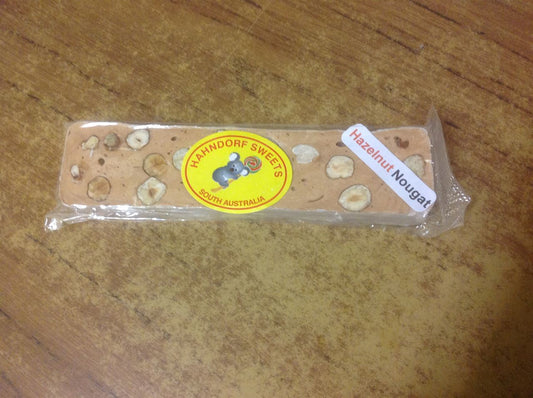 HAHNDORF SWEETS
SOUTH AUSTRALIA
Hazelnut Nougat